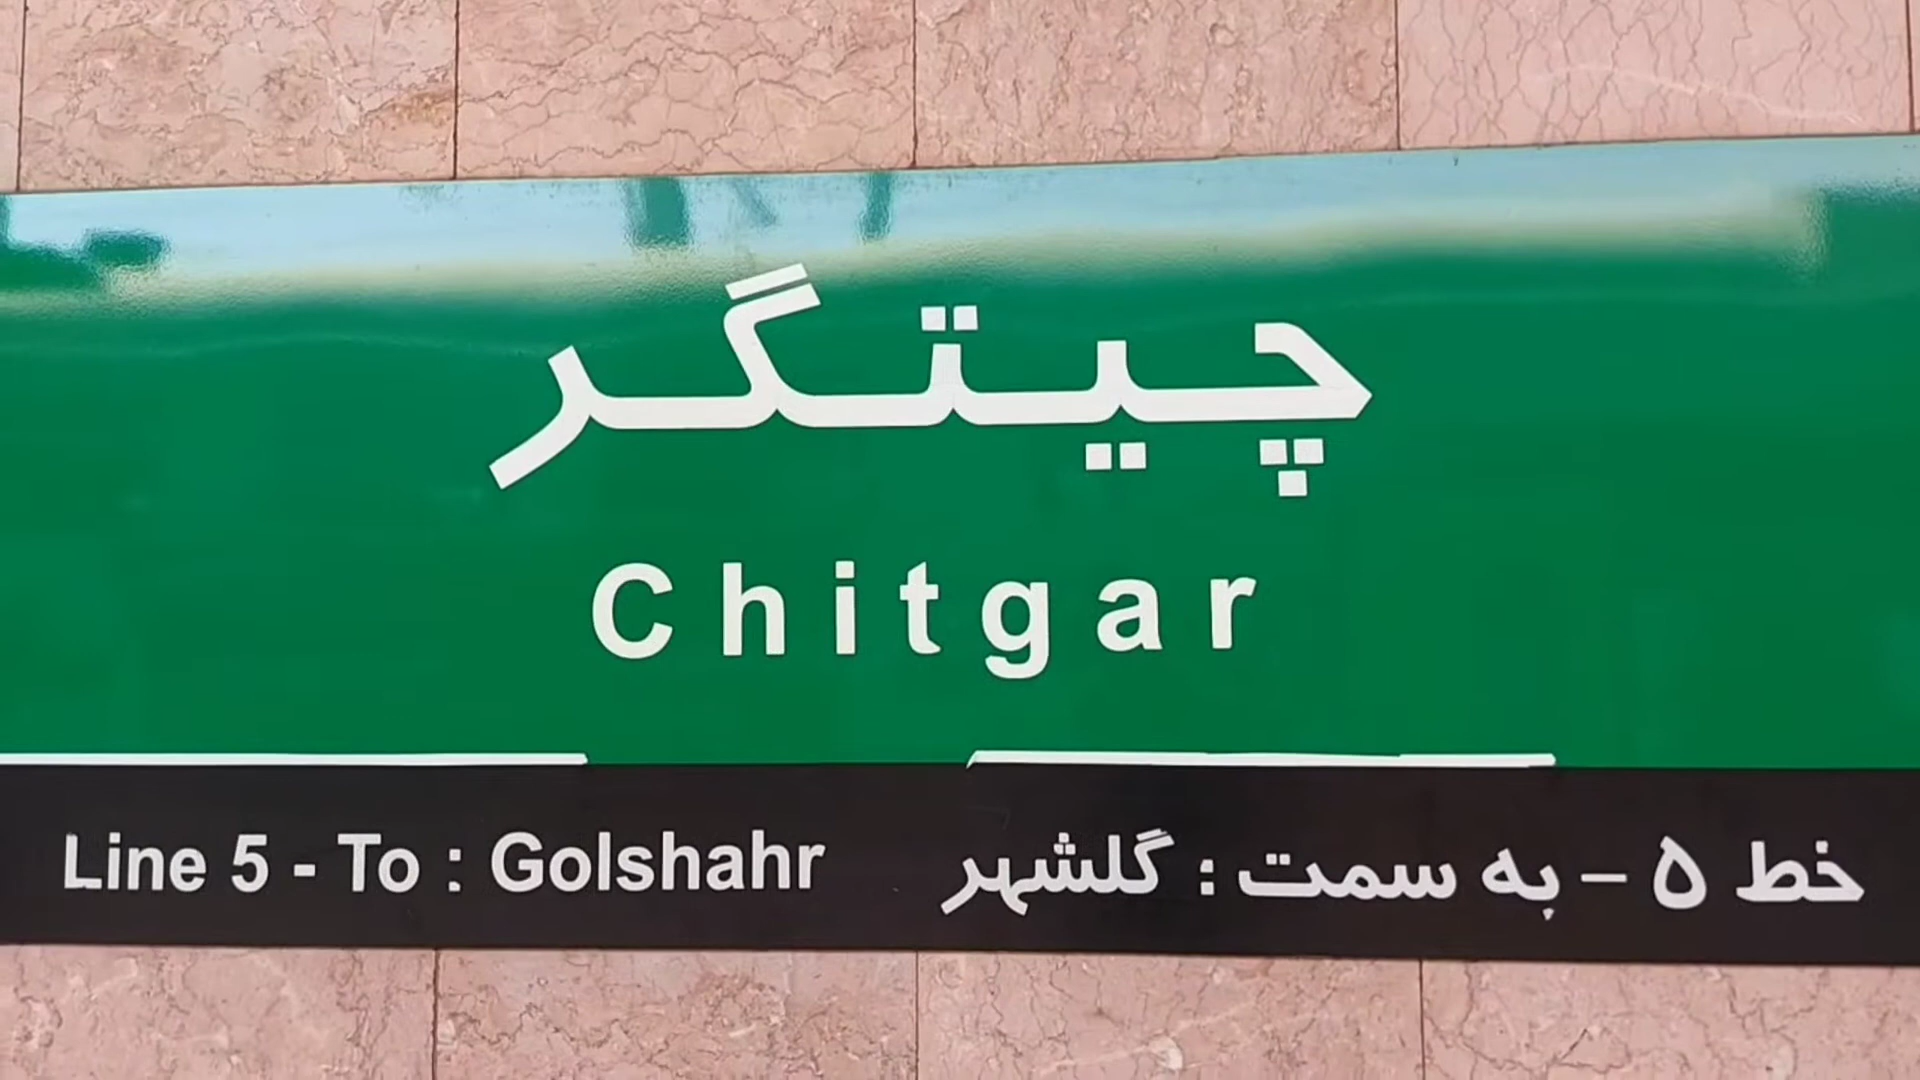 چیتگر
Chitgar
خط ۵ – به سمت : گلشهر
Line 5 - To : Golshahr